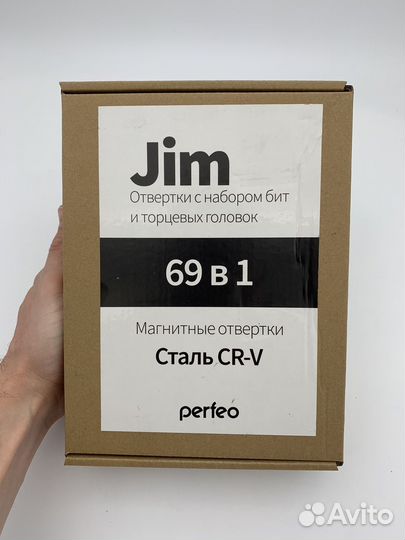 Jim
Отвертки с набором бит
и торцевых головок
69 в 1
Магнитные отвертки
Сталь CR-V
perfeo
Avito